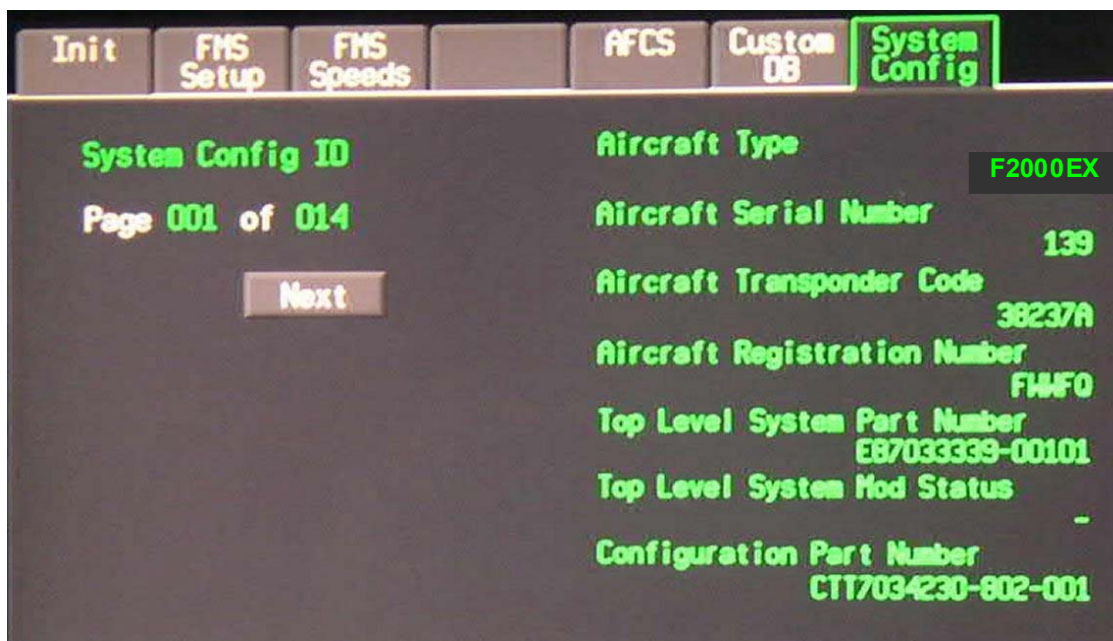 Init
FMS
Setup
FMS
Speeds
AFCS
Custom
DB
System
Config
System Config ID
Page 001 of 014
Next
Aircraft Type
F2000EX
Aircraft Serial Number
139
Aircraft Transponder Code
38237A
Aircraft Registration Number
FWWFO
Top Level System Part Number
EB7033339-00101
Top Level System Mod Status
-
Configuration Part Number
CTT7034230-802-001